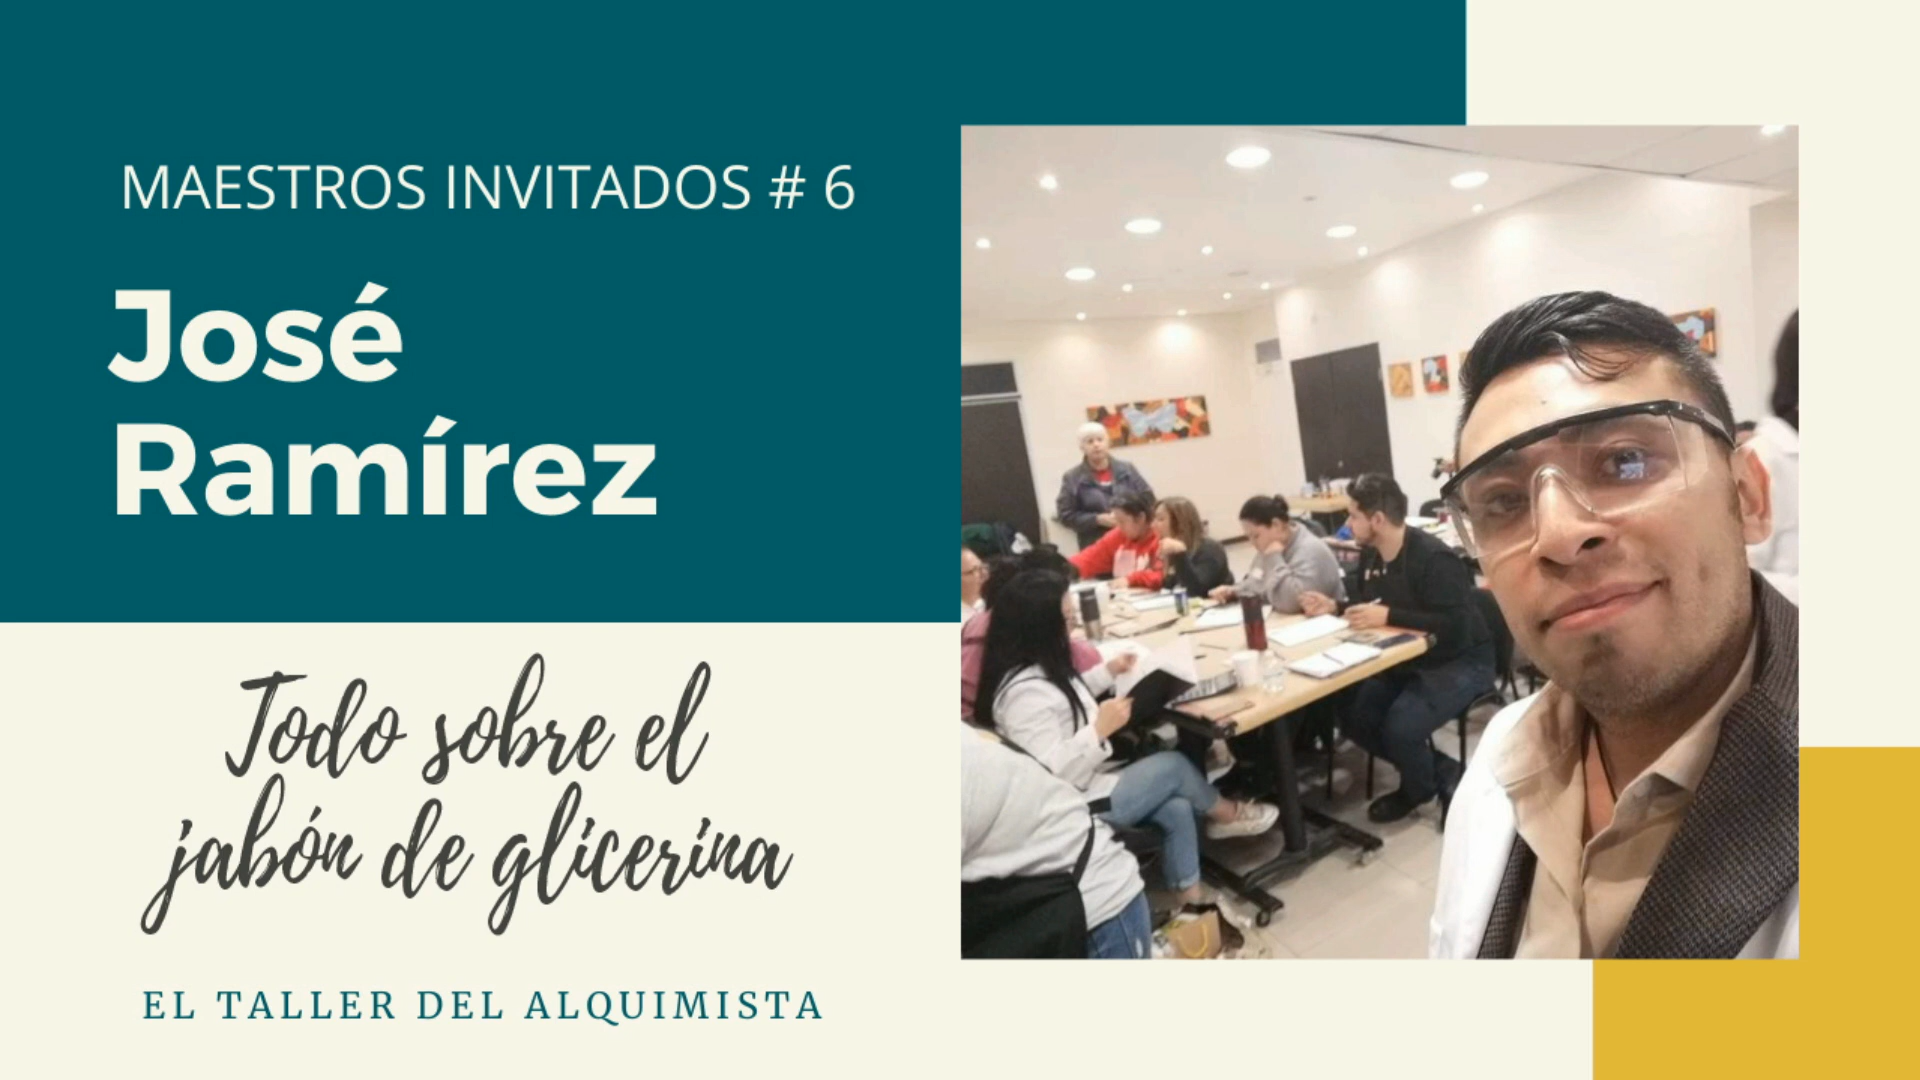 MAESTROS INVITADOS # 6
José
Ramírez
Todo sobre el
jabón de glicerina
EL TALLER DEL ALQUIMISTA